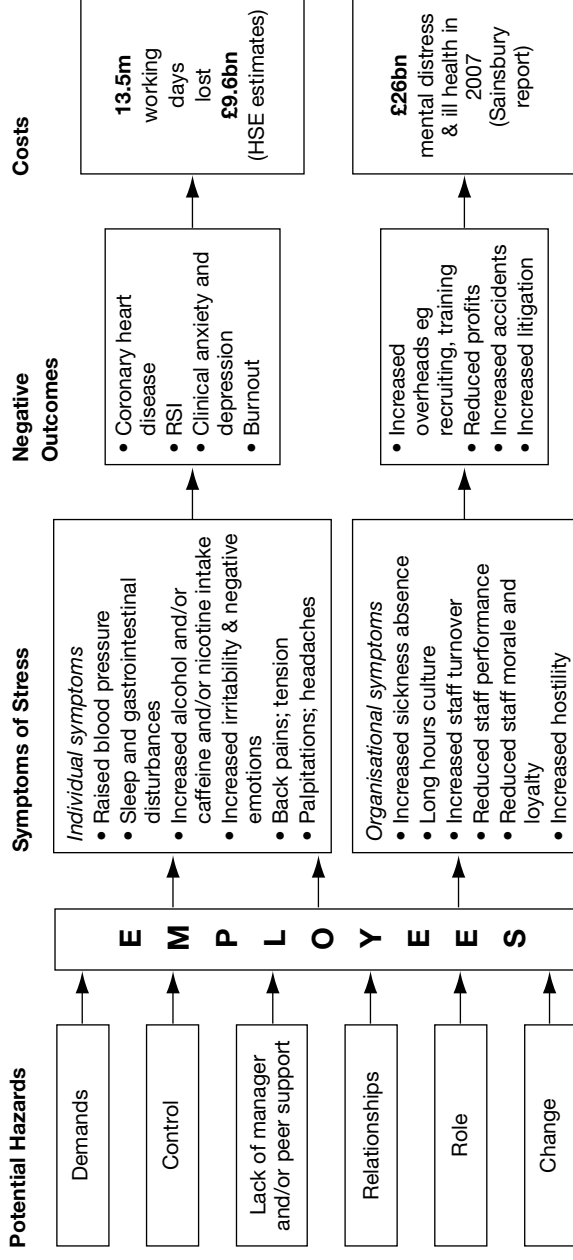 Potential Hazards
Demands
Control
Lack of manager
and/or peer support
Relationships
Role
Change
E
M
P
L
O
Y
E
E
S
Symptoms of Stress
Individual symptoms
• Raised blood pressure
• Sleep and gastrointestinal
disturbances
• Increased alcohol and/or
caffeine and/or nicotine intake
• Increased irritability & negative
emotions
• Back pains; tension
• Palpitations; headaches
Organisational symptoms
• Increased sickness absence
• Long hours culture
• Increased staff turnover
• Reduced staff performance
• Reduced staff morale and
loyalty
• Increased hostility
Negative
Outcomes
• Coronary heart
disease
• RSI
• Clinical anxiety and
depression
• Burnout
• Increased
overheads eg
recruiting, training
• Reduced profits
• Increased accidents
• Increased litigation
Costs
13.5m
working
days
lost
£9.6bn
(HSE estimates)
£26bn
mental distress
& ill health in
2007
(Sainsbury
report)